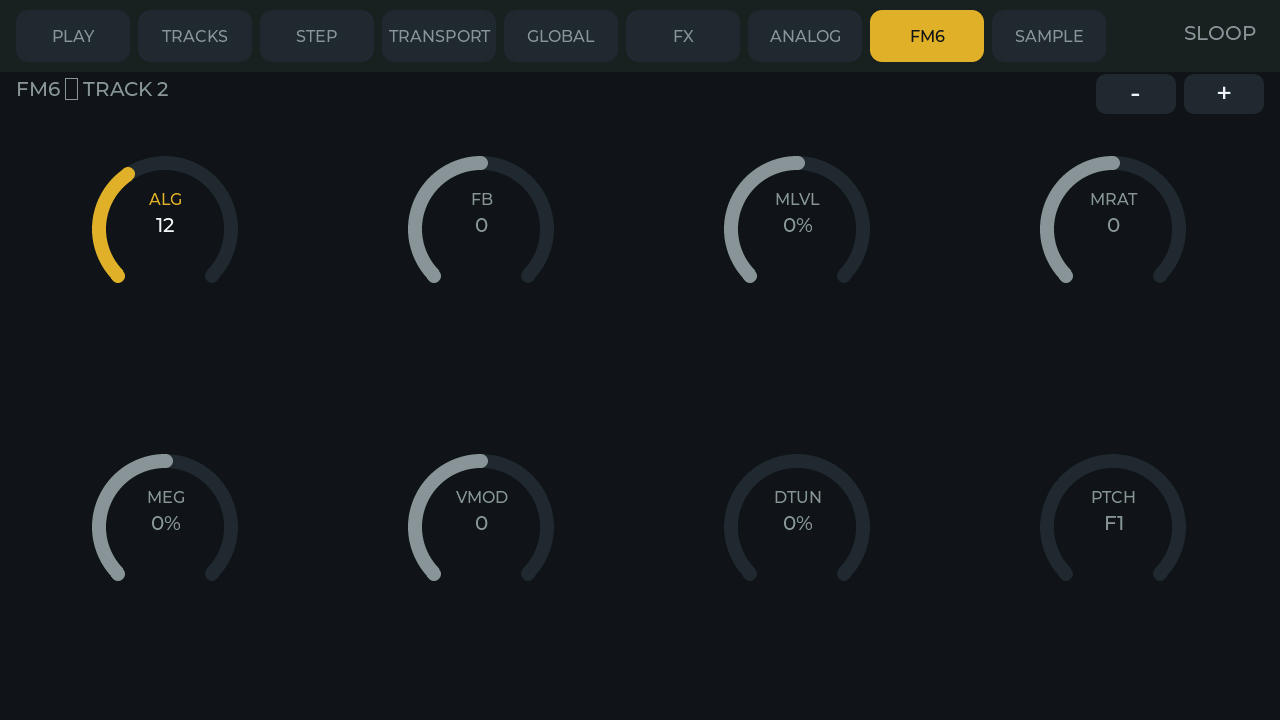 PLAY TRACKS STEP TRANSPORT GLOBAL FX ANALOG FM6 SAMPLE SLOOP
FM6 TRACK 2 - +
ALG FB MLVL MRAT
12 0 0% 0
MEG VMOD DTUN PTCH
0% 0 0% F1